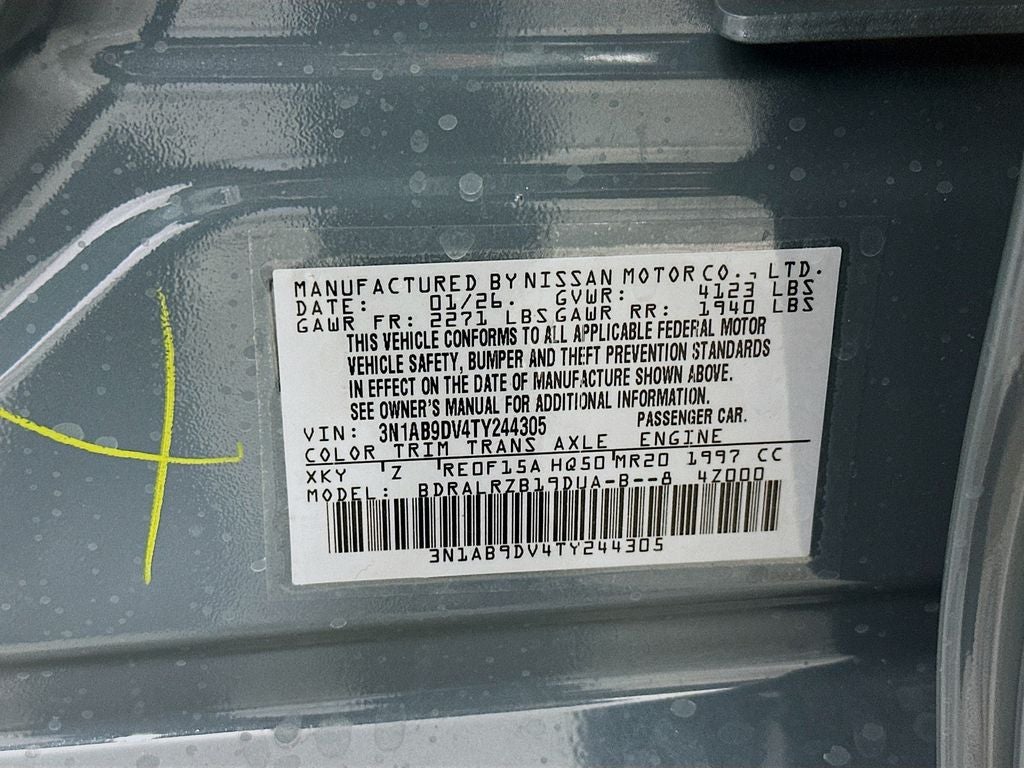 MANUFACTURED BY NISSAN MOTOR CO., LTD.
DATE: 01/26. GVWR: 4123 LBS
GAWR FR: 2271 LBS GAWR RR: 1940 LBS
THIS VEHICLE CONFORMS TO ALL APPLICABLE FEDERAL MOTOR
VEHICLE SAFETY, BUMPER AND THEFT PREVENTION STANDARDS
IN EFFECT ON THE DATE OF MANUFACTURE SHOWN ABOVE.
SEE OWNER'S MANUAL FOR ADDITIONAL INFORMATION.
VIN: 3N1AB9DV4TY244305 PASSENGER CAR.
COLOR TRIM TRANS AXLE ENGINE
XKY Z RE0F15A HQ50 MR20 1997 CC
MODEL: BDRALRZB19DUA-B--8 4Z000
3N1AB9DV4TY244305